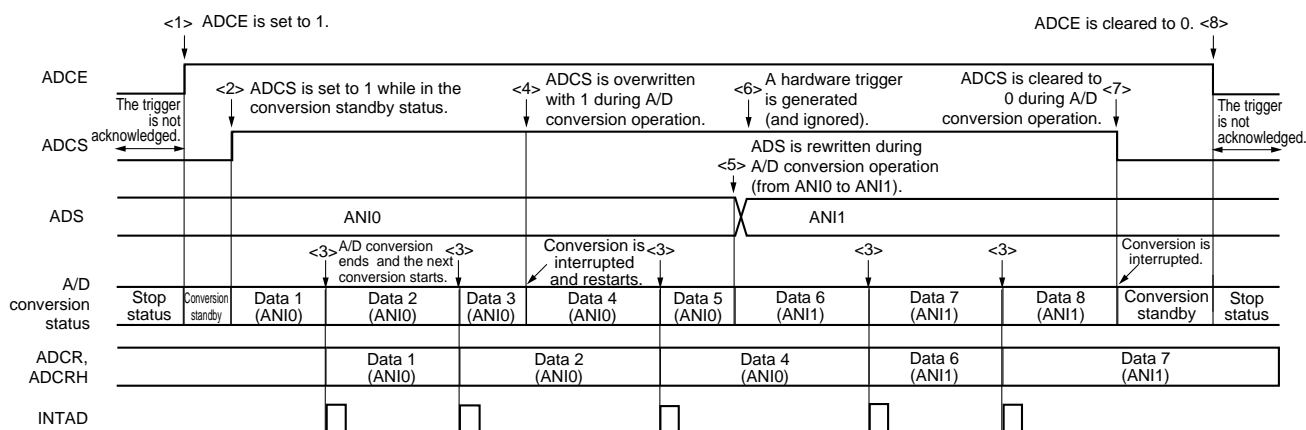 <1> ADCE is set to 1.
ADCE is cleared to 0. <8>
ADCE
The trigger
is not
acknowledged.
<2> ADCS is set to 1 while in the
conversion standby status.
<4> ADCS is overwritten
with 1 during A/D
conversion operation.
<6> A hardware trigger
is generated
(and ignored).
ADCS is cleared to
0 during A/D
conversion operation.
<7>
The trigger
is not
acknowledged.
ADCS
<5> ADS is rewritten during
A/D conversion operation
(from ANI0 to ANI1).
ADS
ANI0
ANI1
<3> A/D conversion
ends and the next
conversion starts.
<3>
Conversion is
interrupted
and restarts.
<3>
<3>
<3>
Conversion is
interrupted.
A/D
conversion
status
Stop
status
Conversion
standby
Data 1
(ANI0)
Data 2
(ANI0)
Data 3
(ANI0)
Data 4
(ANI0)
Data 5
(ANI0)
Data 6
(ANI1)
Data 7
(ANI1)
Data 8
(ANI1)
Conversion
standby
Stop
status
ADCR,
ADCRH
Data 1
(ANI0)
Data 2
(ANI0)
Data 4
(ANI0)
Data 6
(ANI1)
Data 7
(ANI1)
INTAD